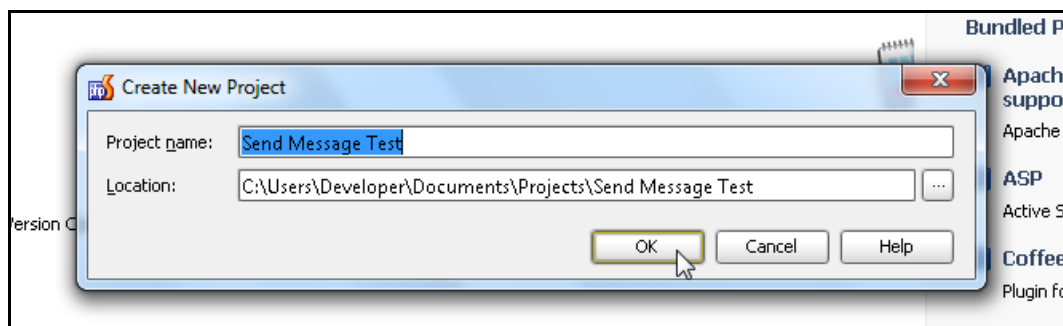 Bundled P
Create New Project
Apach
suppo
Project name: Send Message Test
Apache
Location: C:\Users\Developer\Documents\Projects\Send Message Test ...
ASP
Active S
ersion C
OK Cancel Help
Coffee
Plugin fo